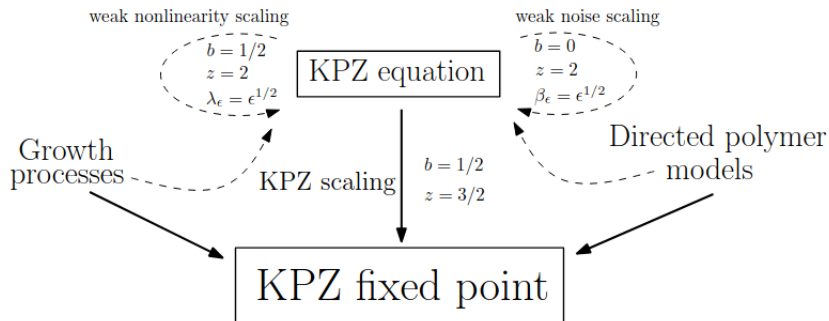 weak nonlinearity scaling
weak noise scaling
b = 1/2
z = 2
λ_ϵ = ϵ^{1/2}
KPZ equation
b = 0
z = 2
β_ϵ = ϵ^{1/2}
Growth
processes
KPZ scaling
b = 1/2
z = 3/2
Directed polymer
models
KPZ fixed point